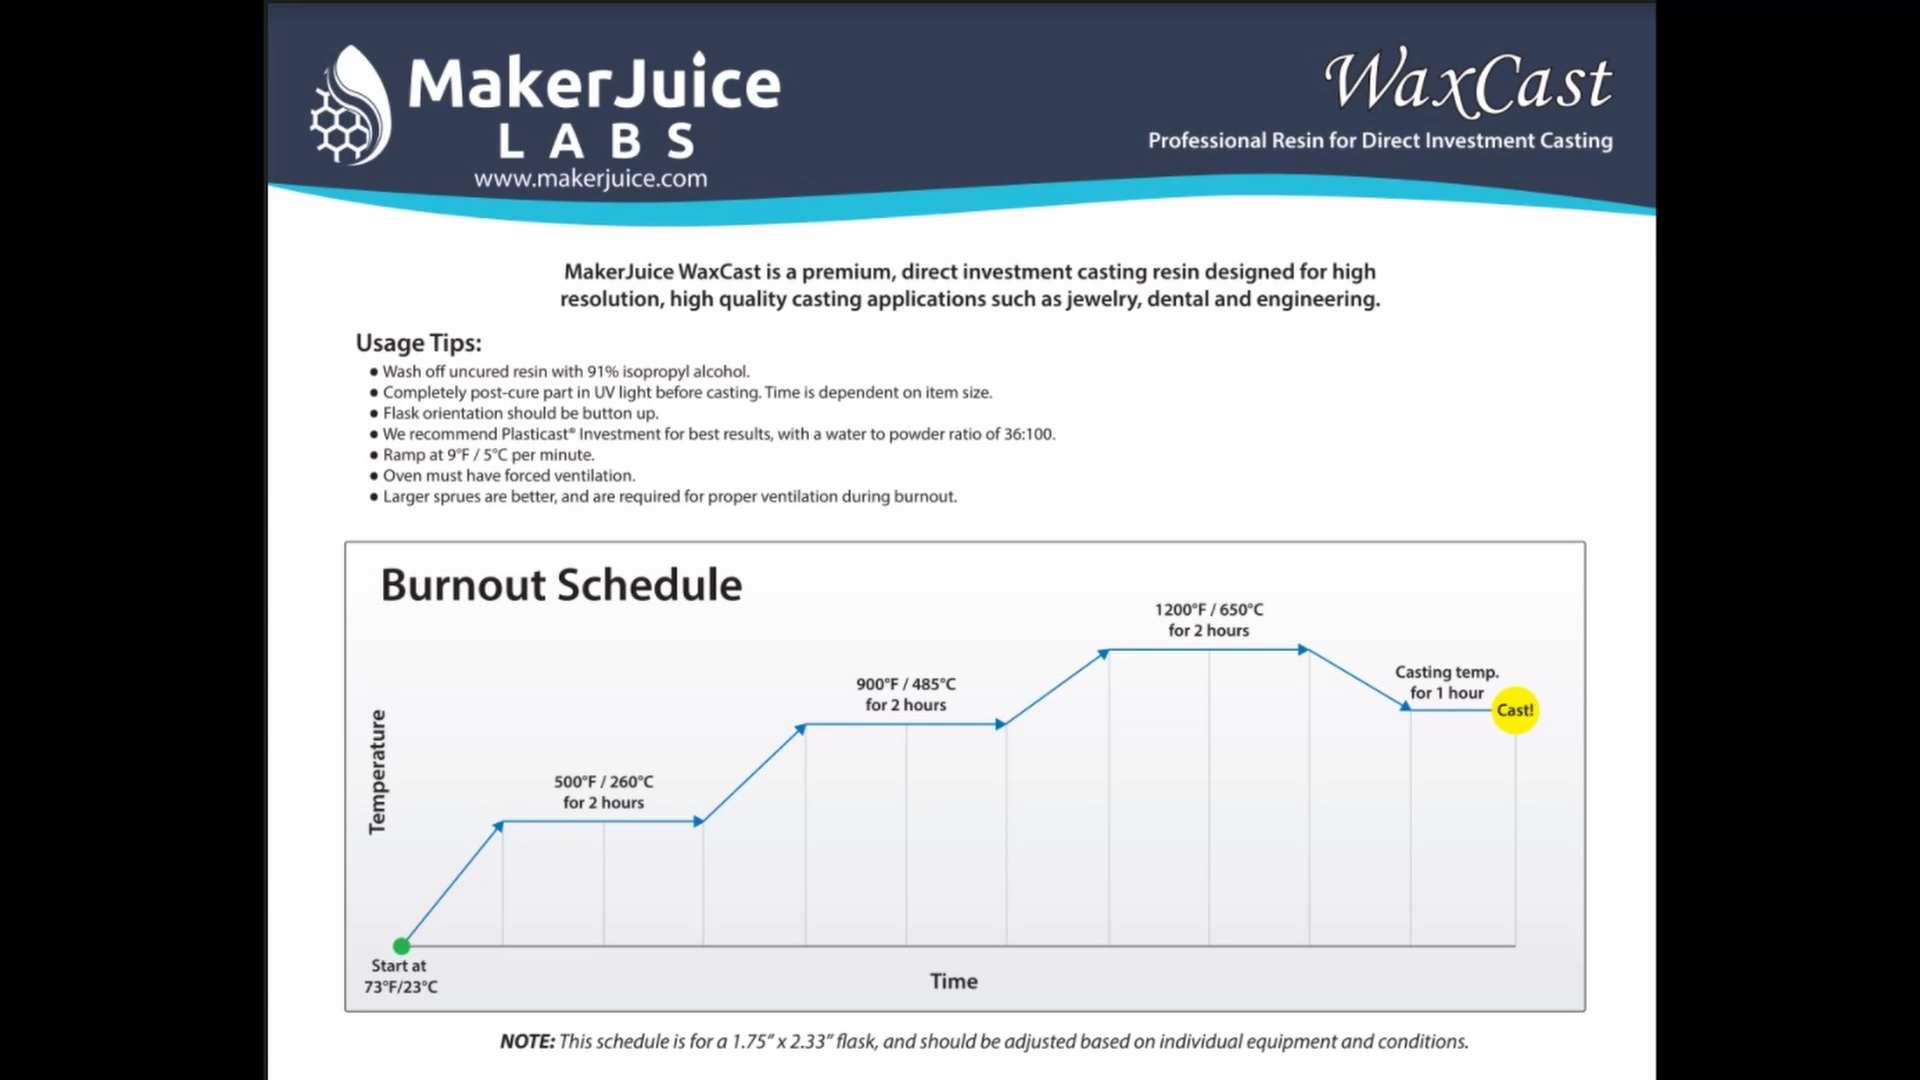 MakerJuice
LABS
www.makerjuice.com
WaxCast
Professional Resin for Direct Investment Casting
MakerJuice WaxCast is a premium, direct investment casting resin designed for high
resolution, high quality casting applications such as jewelry, dental and engineering.
Usage Tips:
● Wash off uncured resin with 91% isopropyl alcohol.
● Completely post-cure part in UV light before casting. Time is dependent on item size.
● Flask orientation should be button up.
● We recommend Plasticast® Investment for best results, with a water to powder ratio of 36:100.
● Ramp at 9°F / 5°C per minute.
● Oven must have forced ventilation.
● Larger sprues are better, and are required for proper ventilation during burnout.
Burnout Schedule
Temperature
Start at
73°F/23°C
500°F / 260°C
for 2 hours
900°F / 485°C
for 2 hours
1200°F / 650°C
for 2 hours
Casting temp.
for 1 hour
Cast!
Time
NOTE: This schedule is for a 1.75” x 2.33” flask, and should be adjusted based on individual equipment and conditions.